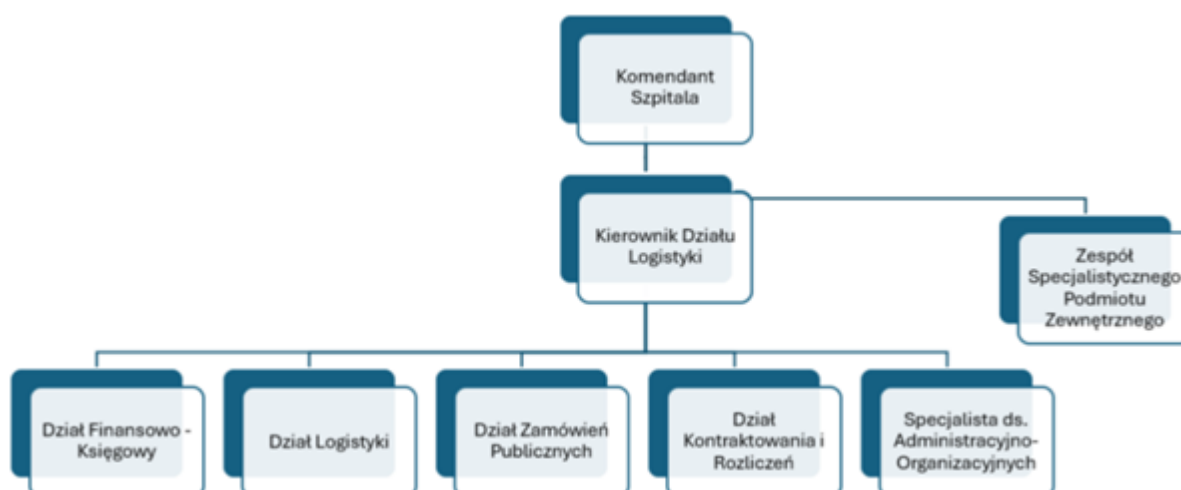 Komendant
Szpitala
Kierownik Działu
Logistyki
Zespół
Specjalistycznego
Podmiotu
Zewnętrznego
Dział Finansowo -
Księgowy
Dział Logistyki
Dział Zamówień
Publicznych
Dział
Kontraktowania i
Rozliczeń
Specjalista ds.
Administracyjno-
Organizacyjnych